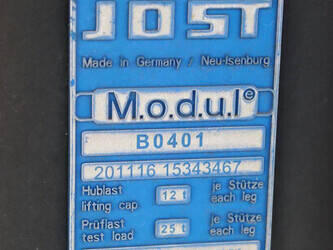 JOST
Made in Germany / Neu-Isenburg
M.o.d.u.l ®
B0401
201116 15343467
Hublast 12 t je Stütze
lifting cap. each leg
Prüflast 25 t je Stütze
test load each leg